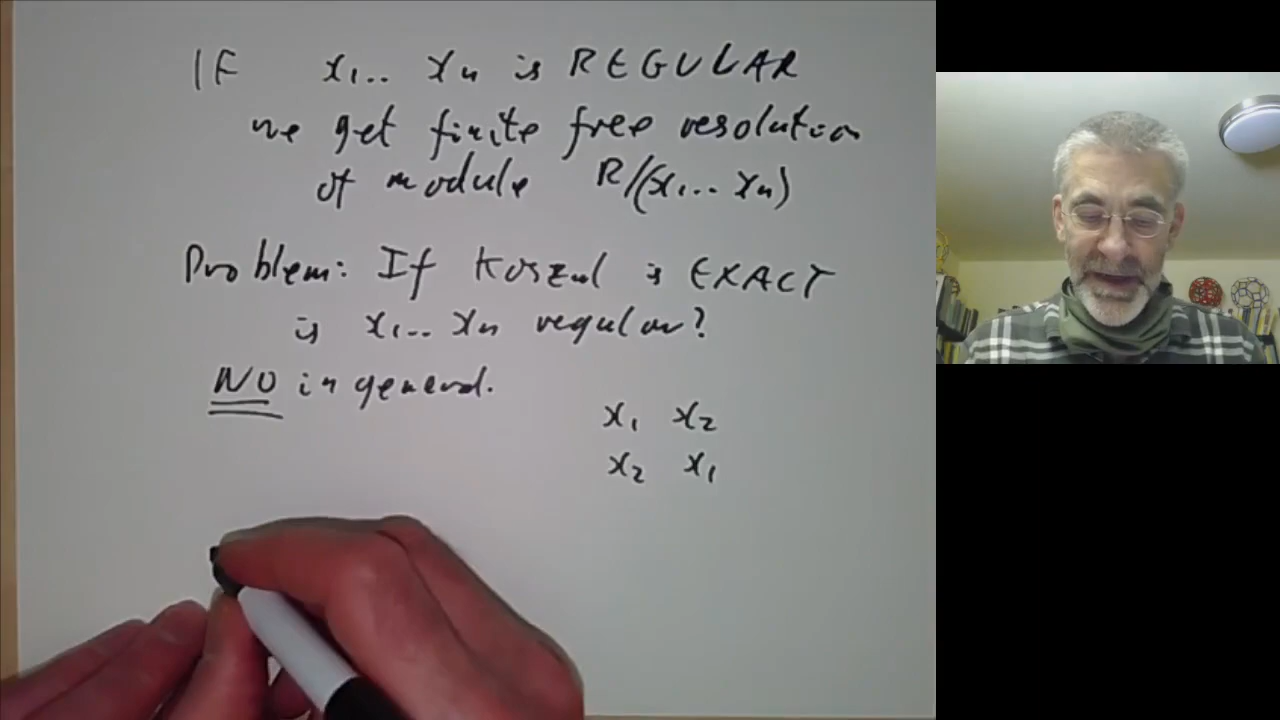 IF x₁.. xₙ is REGULAR
we get finite free resolution
of module R/(x₁... xₙ)
Problem: If Koszul is EXACT
is x₁... xₙ regular?
NO in general.
x₁ x₂
x₂ x₁